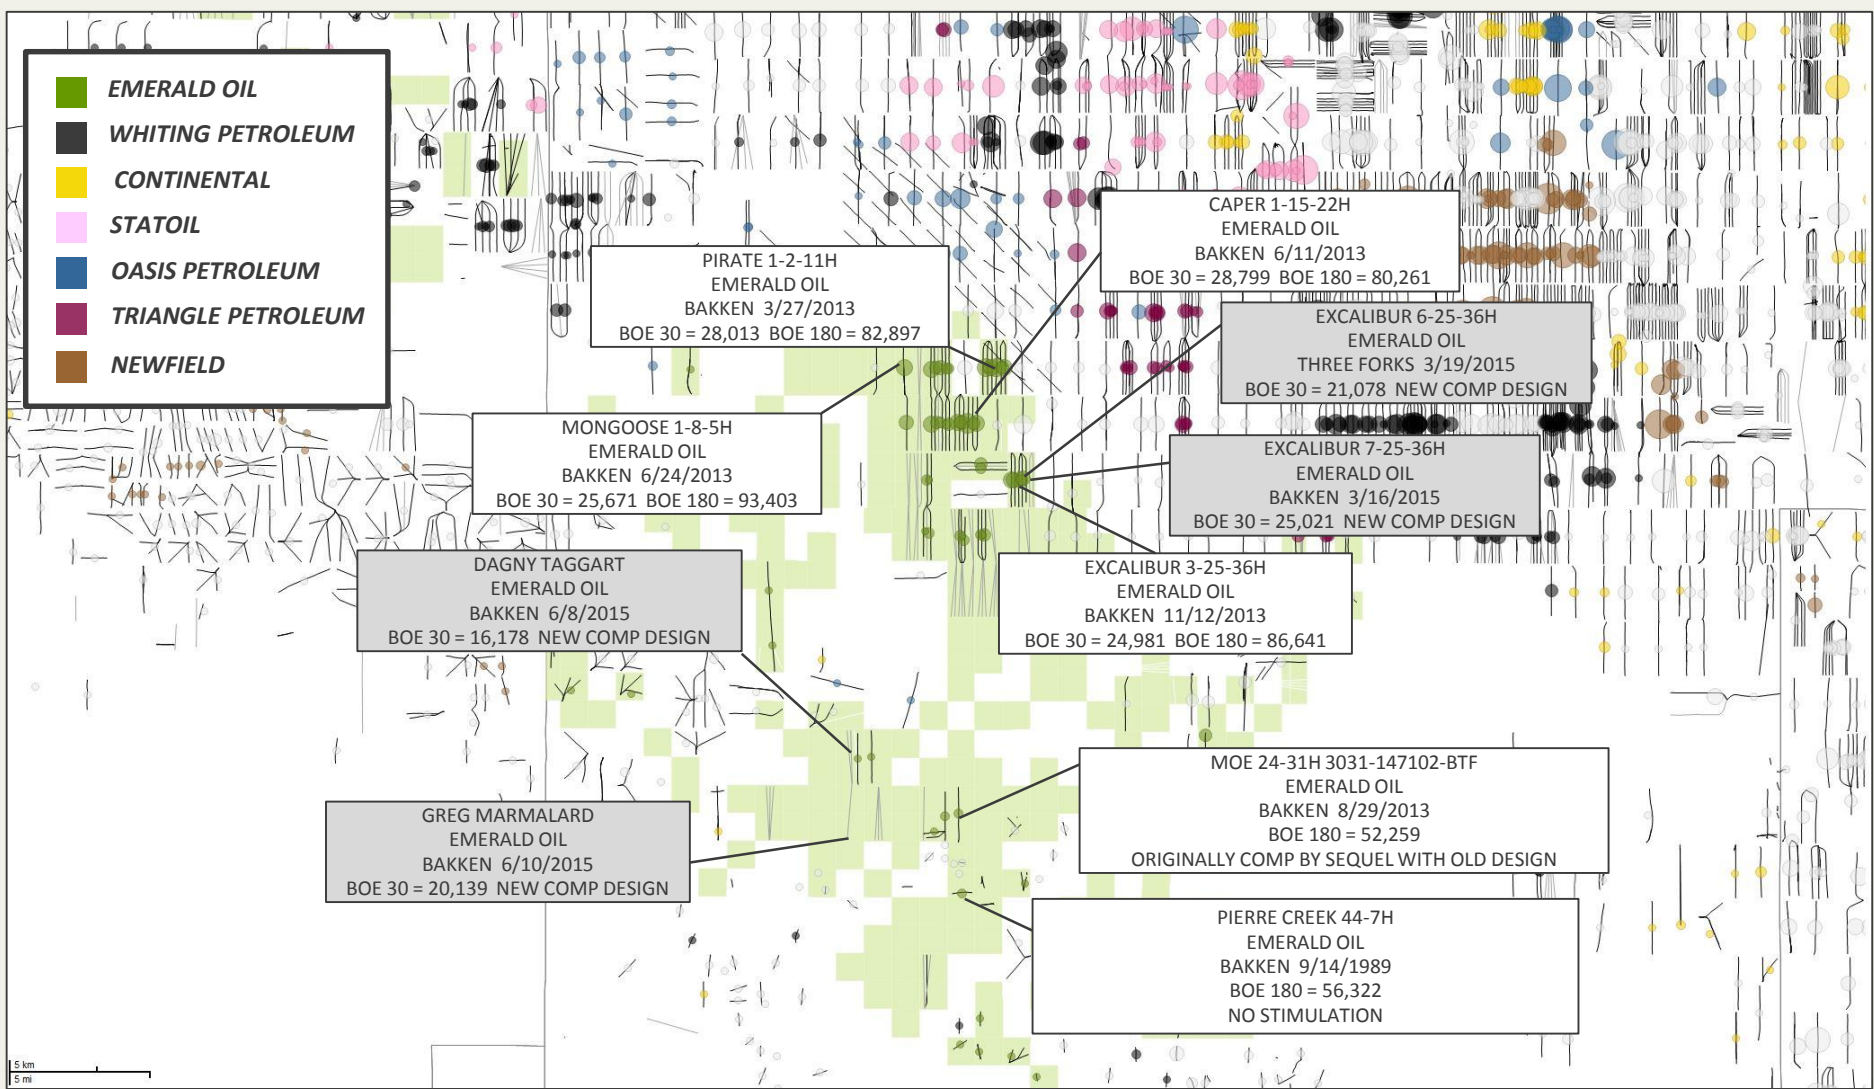 EMERALD OIL
WHITING PETROLEUM
CONTINENTAL
STATOIL
OASIS PETROLEUM
TRIANGLE PETROLEUM
NEWFIELD
CAPER 1-15-22H
EMERALD OIL
BAKKEN 6/11/2013
BOE 30 = 28,799 BOE 180 = 80,261
PIRATE 1-2-11H
EMERALD OIL
BAKKEN 3/27/2013
BOE 30 = 28,013 BOE 180 = 82,897
EXCALIBUR 6-25-36H
EMERALD OIL
THREE FORKS 3/19/2015
BOE 30 = 21,078 NEW COMP DESIGN
MONGOOSE 1-8-5H
EMERALD OIL
BAKKEN 6/24/2013
BOE 30 = 25,671 BOE 180 = 93,403
EXCALIBUR 7-25-36H
EMERALD OIL
BAKKEN 3/16/2015
BOE 30 = 25,021 NEW COMP DESIGN
DAGNY TAGGART
EMERALD OIL
BAKKEN 6/8/2015
BOE 30 = 16,178 NEW COMP DESIGN
EXCALIBUR 3-25-36H
EMERALD OIL
BAKKEN 11/12/2013
BOE 30 = 24,981 BOE 180 = 86,641
MOE 24-31H 3031-147102-BTF
EMERALD OIL
BAKKEN 8/29/2013
BOE 180 = 52,259
ORIGINALLY COMP BY SEQUEL WITH OLD DESIGN
GREG MARMALARD
EMERALD OIL
BAKKEN 6/10/2015
BOE 30 = 20,139 NEW COMP DESIGN
PIERRE CREEK 44-7H
EMERALD OIL
BAKKEN 9/14/1989
BOE 180 = 56,322
NO STIMULATION
5 km
5 mi